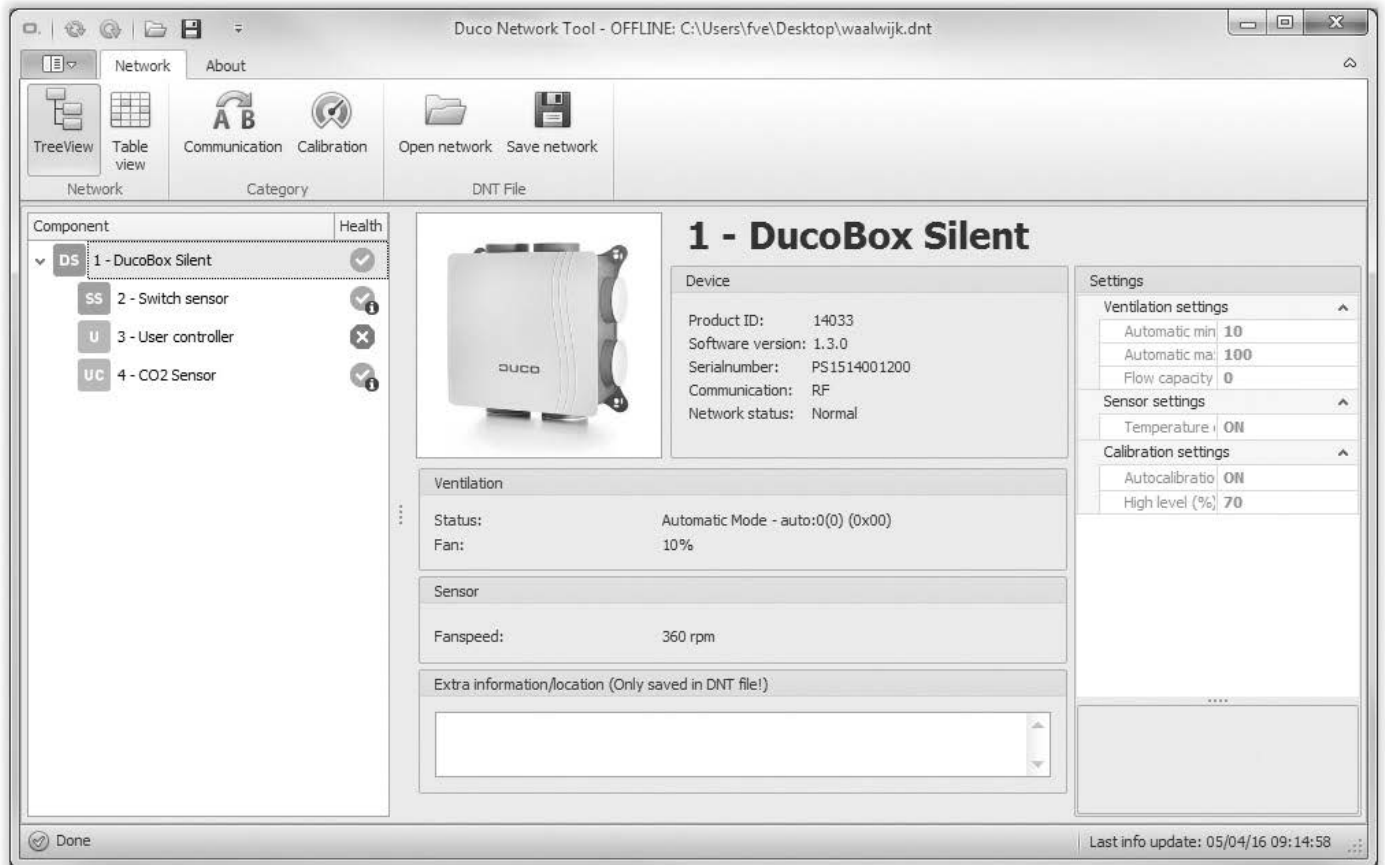 Duco Network Tool - OFFLINE: C:\Users\fve\Desktop\waalwijk.dnt
Network About
TreeView
Table view
Communication
Calibration
Open network
Save network
Network
Category
DNT File
Component Health
DS 1 - DucoBox Silent
SS 2 - Switch sensor
U 3 - User controller
UC 4 - CO2 Sensor
DUCO
1 - DucoBox Silent
Device
Product ID: 14033
Software version: 1.3.0
Serialnumber: PS1514001200
Communication: RF
Network status: Normal
Ventilation
Status: Automatic Mode - auto:0(0) (0x00)
Fan: 10%
Sensor
Fanspeed: 360 rpm
Extra information/location (Only saved in DNT file!)
Settings
Ventilation settings
Automatic min 10
Automatic ma 100
Flow capacity 0
Sensor settings
Temperature ON
Calibration settings
Autocalibratio ON
High level (%) 70
Done
Last info update: 05/04/16 09:14:58